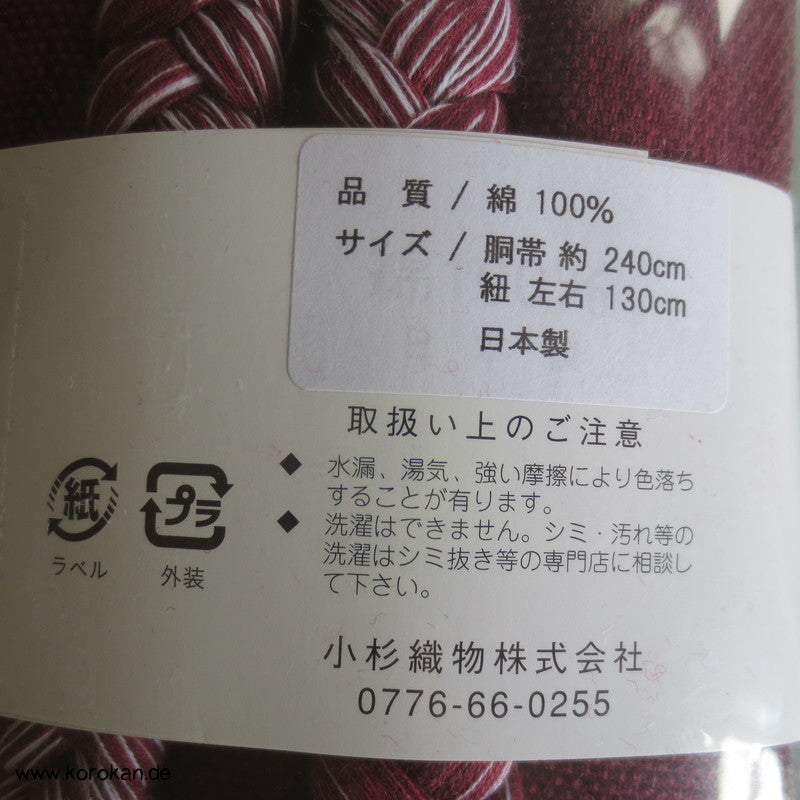 品 質 / 綿 100%
サイズ / 胴帯 約 240cm
紐 左右 130cm
日本製
取扱い上のご注意
◆ 水漏、湯気、強い摩擦により色落ち
することが有ります。
◆ 洗濯はできません。シミ・汚れ等の
洗濯はシミ抜き等の専門店に相談し
て下さい。
紙
ラベル
プラ
外装
小杉織物株式会社
0776-66-0255
www.korokan.de